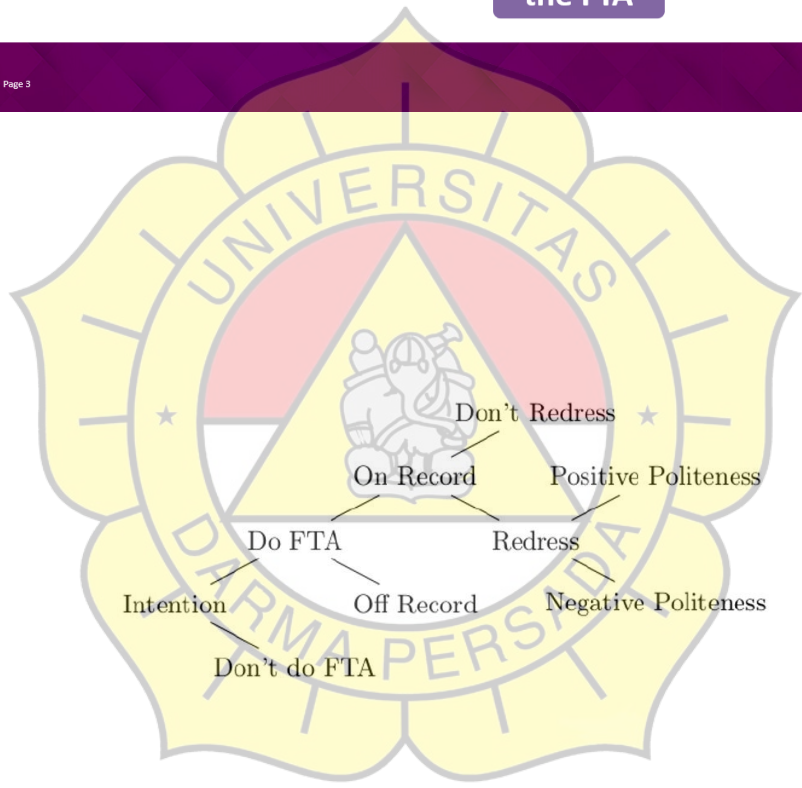 the FTA
Page 3
UNIVERSITAS
Don't Redress
On Record
Positive Politeness
Do FTA
Redress
Intention
Off Record
Negative Politeness
Don't do FTA
DARMA PERSADA